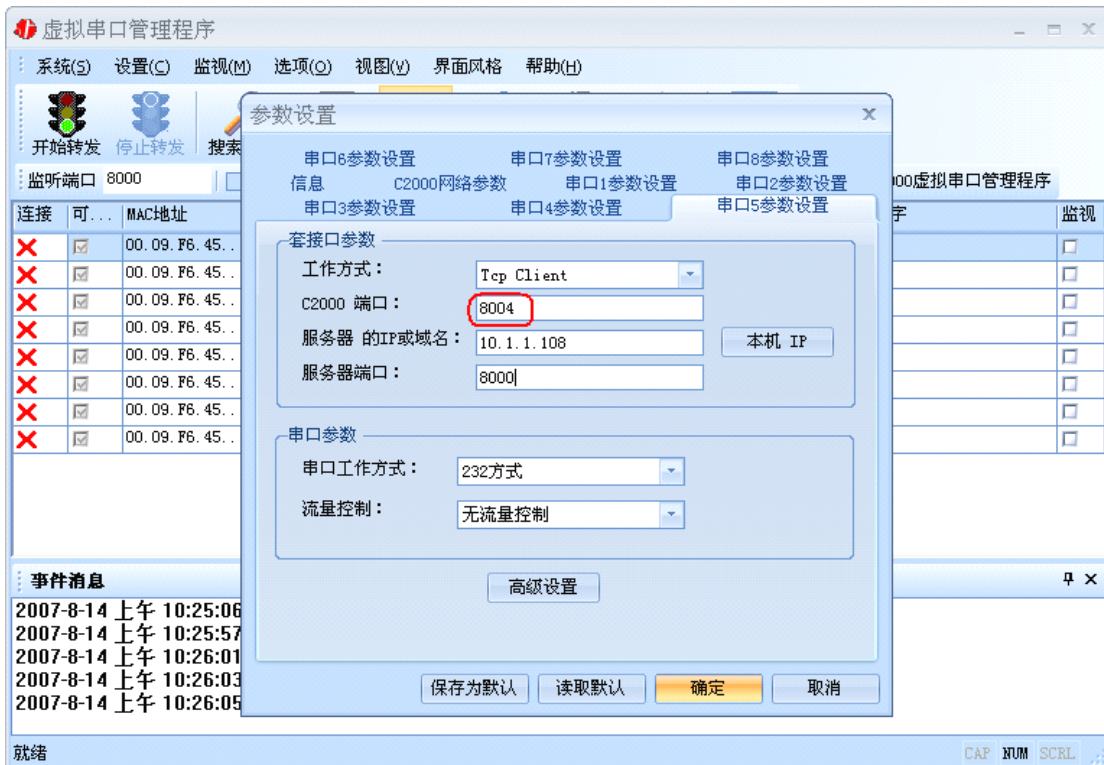 虚拟串口管理程序
系统(S) 设置(C) 监视(M) 选项(O) 视图(V) 界面风格 帮助(H)
开始转发 停止转发 搜索
监听端口 8000
00虚拟串口管理程序
连接 可... MAC地址 字 监视
00.09.F6.45..
00.09.F6.45..
00.09.F6.45..
00.09.F6.45..
00.09.F6.45..
00.09.F6.45..
00.09.F6.45..
00.09.F6.45..
参数设置
串口6参数设置 串口7参数设置 串口8参数设置
信息 C2000网络参数 串口1参数设置 串口2参数设置
串口3参数设置 串口4参数设置 串口5参数设置
套接口参数
工作方式： Tcp Client
C2000 端口： 8004
服务器 的IP或域名： 10.1.1.108 本机 IP
服务器端口： 8000
串口参数
串口工作方式： 232方式
流量控制： 无流量控制
高级设置
保存为默认 读取默认 确定 取消
事件消息
2007-8-14 上午 10:25:06
2007-8-14 上午 10:25:57
2007-8-14 上午 10:26:01
2007-8-14 上午 10:26:03
2007-8-14 上午 10:26:05
就绪 CAP NUM SCRL